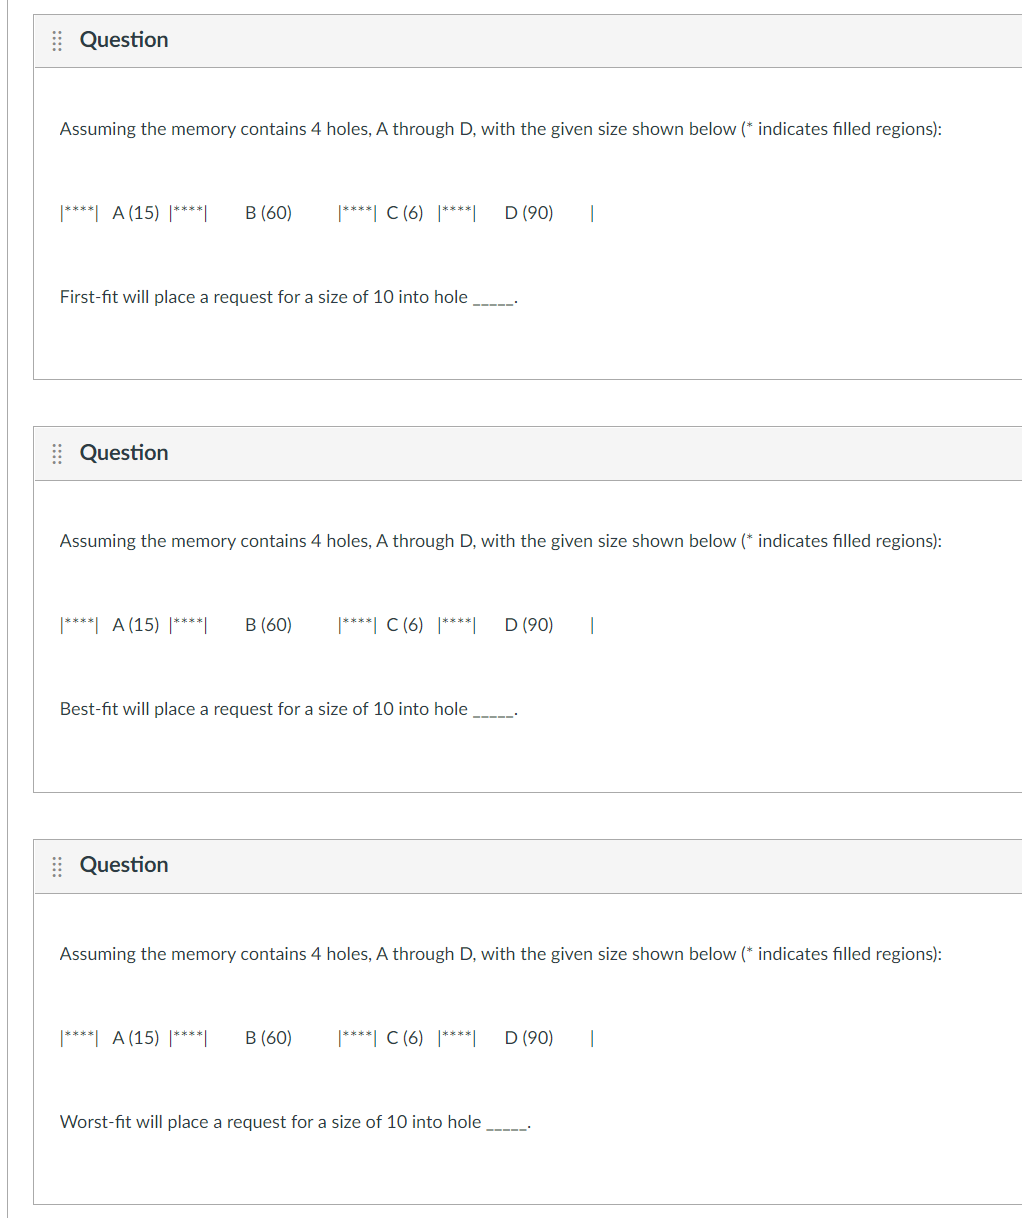 Question
Assuming the memory contains 4 holes, A through D, with the given size shown below (* indicates filled regions):
|****| A (15) |****| B (60) |****| C (6) |****| D (90) |
First-fit will place a request for a size of 10 into hole _____.
Question
Assuming the memory contains 4 holes, A through D, with the given size shown below (* indicates filled regions):
|****| A (15) |****| B (60) |****| C (6) |****| D (90) |
Best-fit will place a request for a size of 10 into hole _____.
Question
Assuming the memory contains 4 holes, A through D, with the given size shown below (* indicates filled regions):
|****| A (15) |****| B (60) |****| C (6) |****| D (90) |
Worst-fit will place a request for a size of 10 into hole _____.